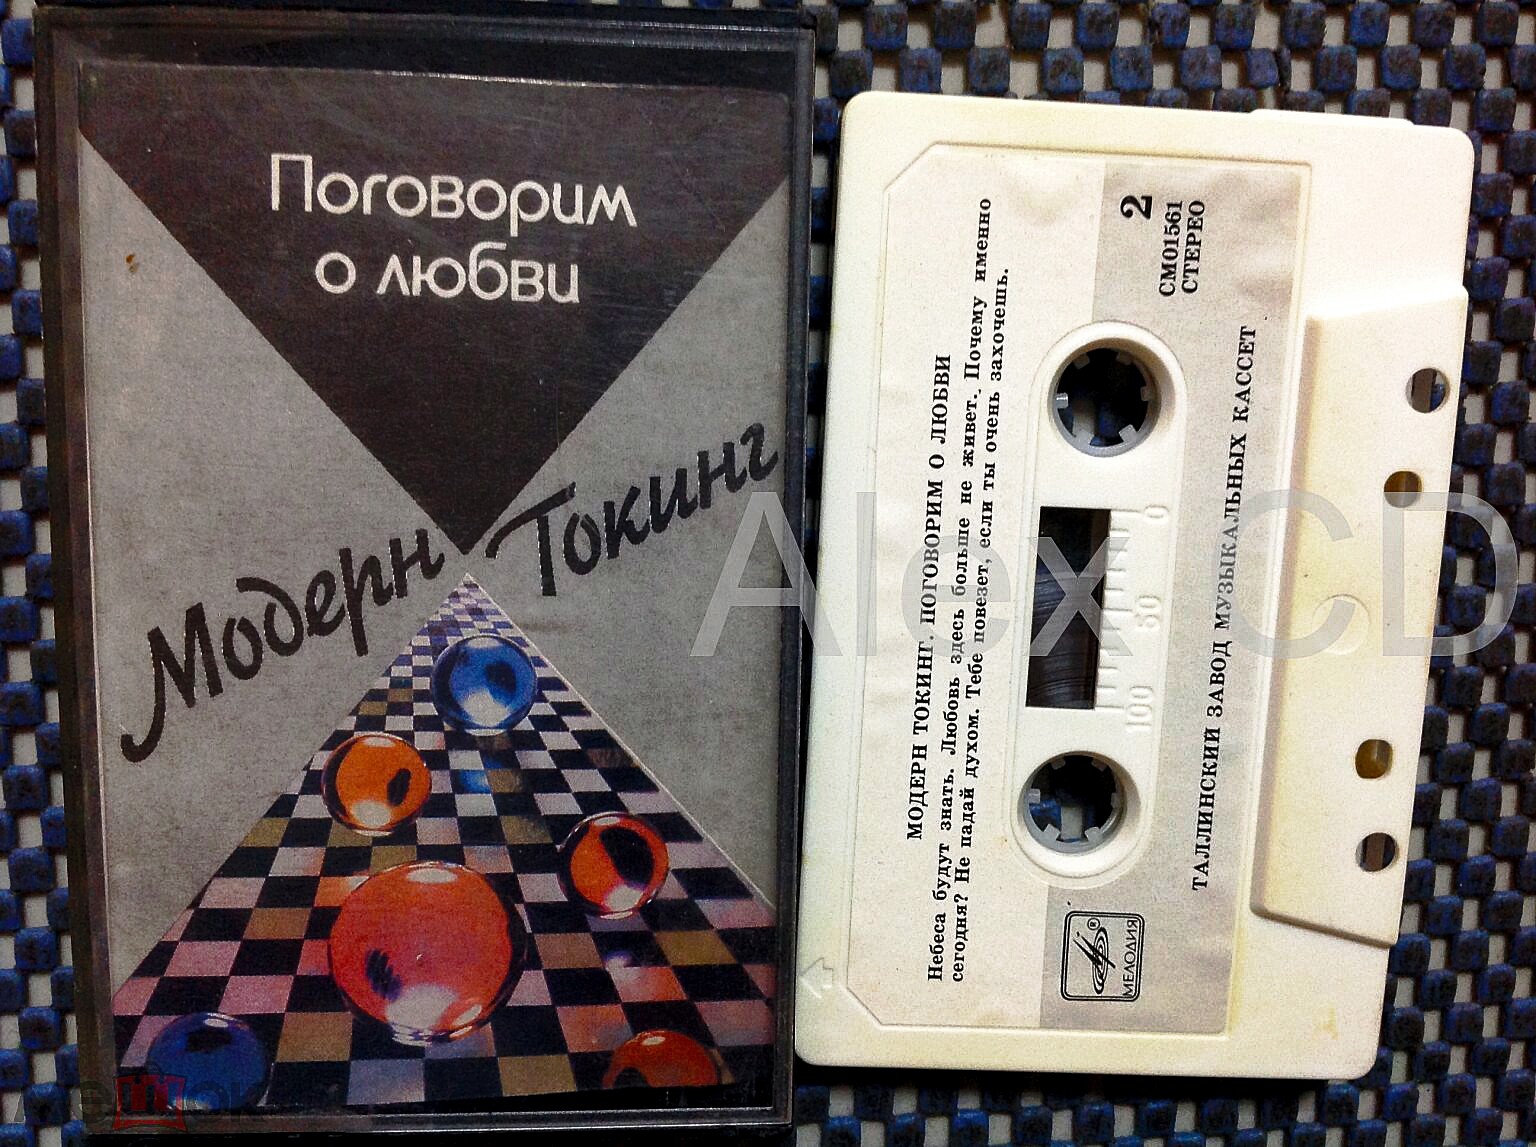 Поговорим
о любви
Модерн Токинг
МОДЕРН ТОКИНГ. ПОГОВОРИМ О ЛЮБВИ
Небеса будут знать. Любовь здесь больше не живет. Почему именно
сегодня? Не падай духом. Тебе повезет, если ты очень захочешь.
2
СМ01561
СТЕРЕО
100 50 0
МЕЛОДИЯ
ТАЛЛИНСКИЙ ЗАВОД МУЗЫКАЛЬНЫХ КАССЕТ
Alex CD